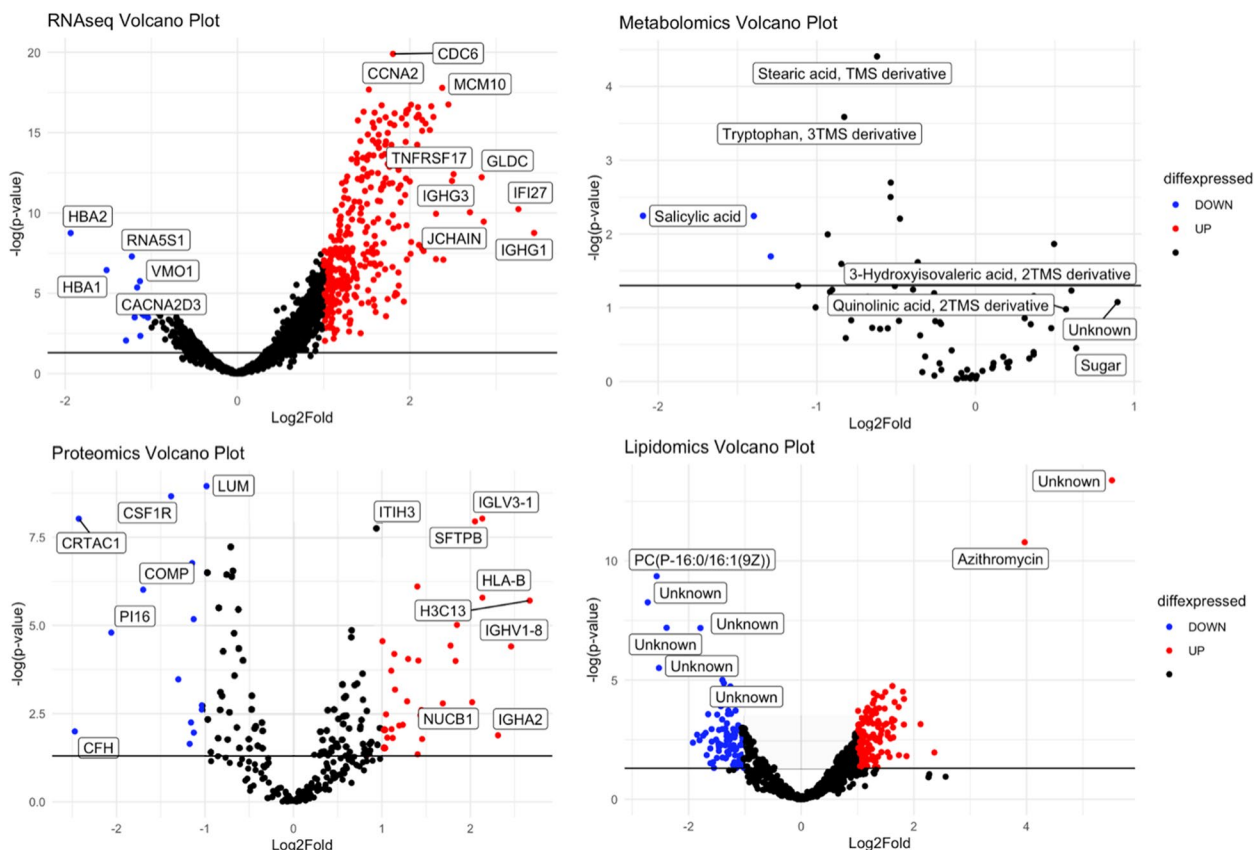 RNAseq Volcano Plot
-log(p-value)
20
15
10
5
0
-2
0
2
Log2Fold
CDC6
CCNA2
MCM10
TNFRSF17
GLDC
IGHG3
IFI27
JCHAIN
IGHG1
HBA2
RNA5S1
VMO1
HBA1
CACNA2D3
Metabolomics Volcano Plot
-log(p-value)
4
3
2
1
0
-2
-1
0
1
Log2Fold
Stearic acid, TMS derivative
Tryptophan, 3TMS derivative
Salicylic acid
3-Hydroxyisovaleric acid, 2TMS derivative
Quinolinic acid, 2TMS derivative
Unknown
Sugar
diffexpressed
DOWN
UP
Proteomics Volcano Plot
-log(p-value)
7.5
5.0
2.5
0.0
-2
-1
0
1
2
Log2Fold
LUM
CSF1R
CRTAC1
COMP
PI16
CFH
ITIH3
IGLV3-1
SFTPB
HLA-B
H3C13
IGHV1-8
NUCB1
IGHA2
Lipidomics Volcano Plot
-log(p-value)
10
5
0
-2
0
2
4
Log2Fold
Unknown
Azithromycin
PC(P-16:0/16:1(9Z))
Unknown
Unknown
Unknown
Unknown
Unknown
diffexpressed
DOWN
UP